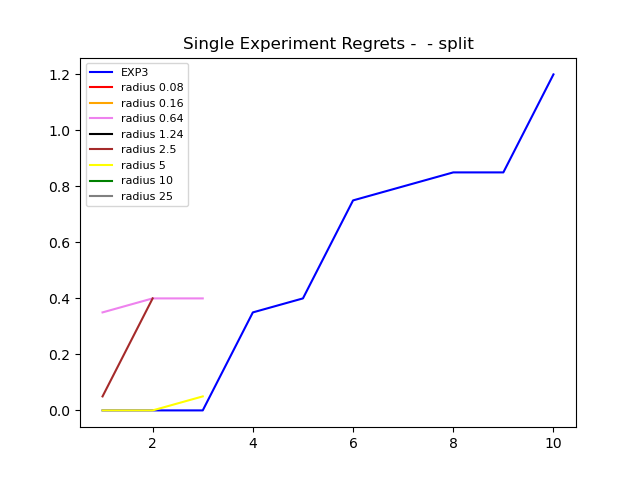 Single Experiment Regrets -  - split
EXP3
radius 0.08
radius 0.16
radius 0.64
radius 1.24
radius 2.5
radius 5
radius 10
radius 25
1.2
1.0
0.8
0.6
0.4
0.2
0.0
2
4
6
8
10